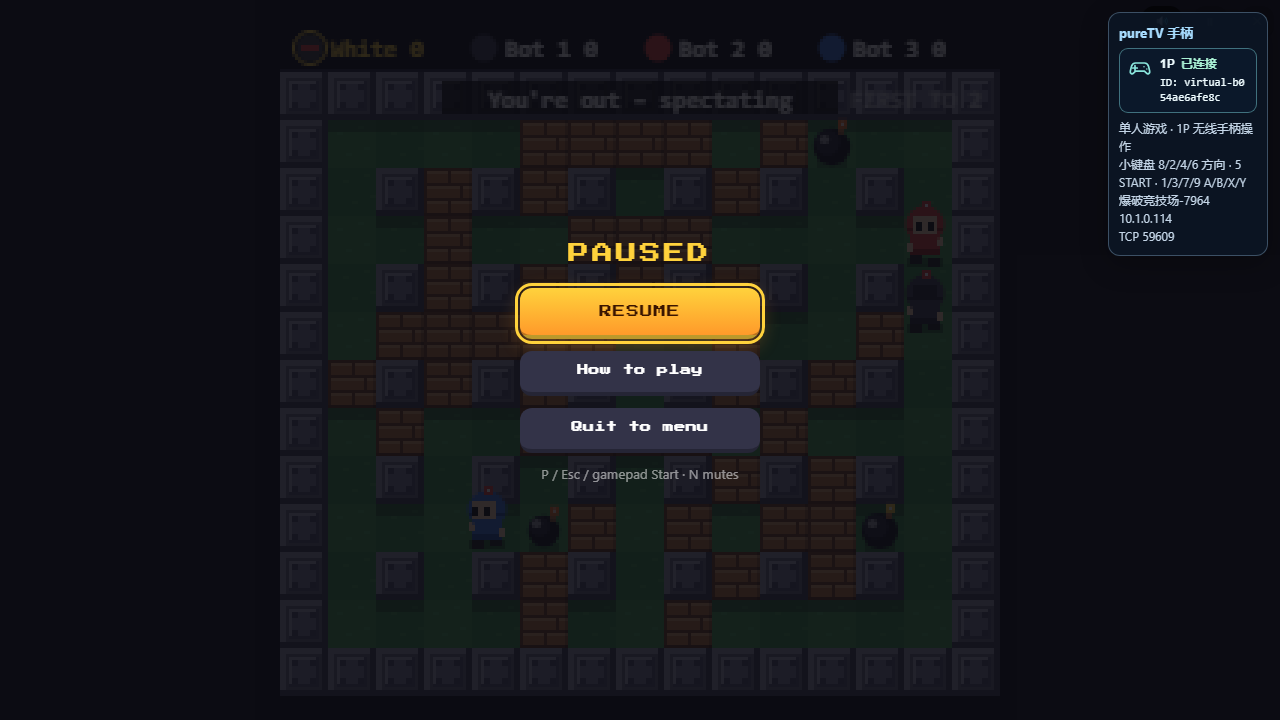 White 0
Bot 1 0
Bot 2 0
Bot 3 0
You're out - spectating
FIRST TO 2
PAUSED
RESUME
How to play
Quit to menu
P / Esc / gamepad Start · N mutes
pureTV 手柄
1P 已连接
ID: virtual-b0
54ae6afe8c
单人游戏 · 1P 无线手柄操
作
小键盘 8/2/4/6 方向 · 5
START · 1/3/7/9 A/B/X/Y
爆破竞技场-7964
10.1.0.114
TCP 59609